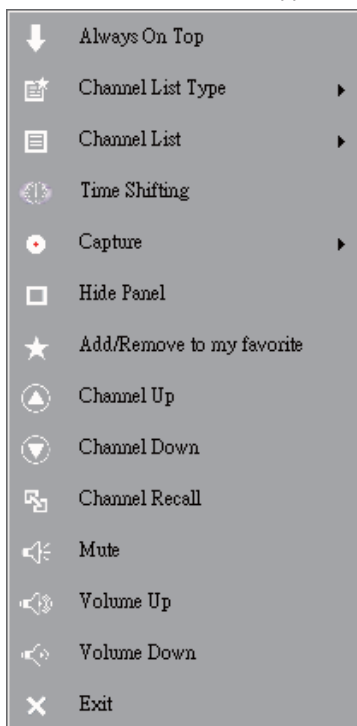 Always On Top
Channel List Type
Channel List
Time Shifting
Capture
Hide Panel
Add/Remove to my favorite
Channel Up
Channel Down
Channel Recall
Mute
Volume Up
Volume Down
Exit